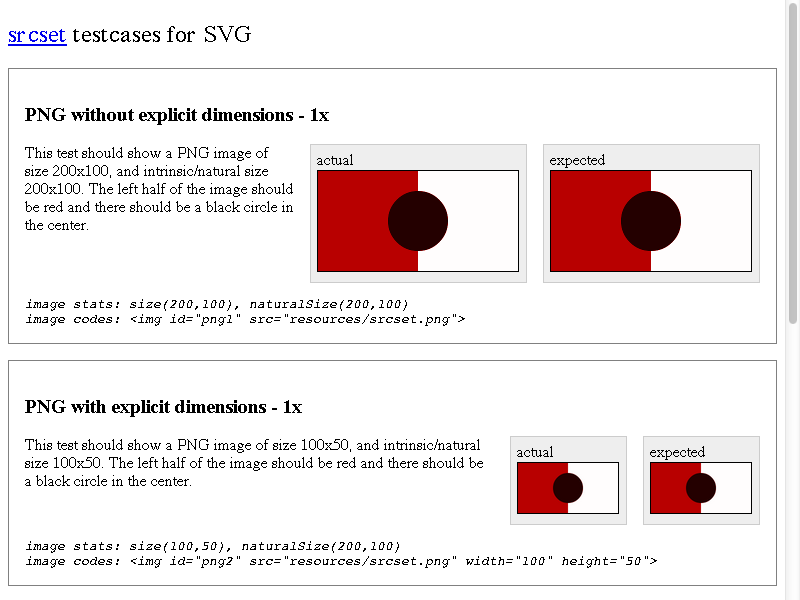 srcset testcases for SVG
PNG without explicit dimensions - 1x
This test should show a PNG image of
size 200x100, and intrinsic/natural size
200x100. The left half of the image should
be red and there should be a black circle in
the center.
actual
expected
image stats: size(200,100), naturalSize(200,100)
image codes: <img id="png1" src="resources/srcset.png">
PNG with explicit dimensions - 1x
This test should show a PNG image of size 100x50, and intrinsic/natural
size 100x50. The left half of the image should be red and there should be
a black circle in the center.
actual
expected
image stats: size(100,50), naturalSize(200,100)
image codes: <img id="png2" src="resources/srcset.png" width="100" height="50">